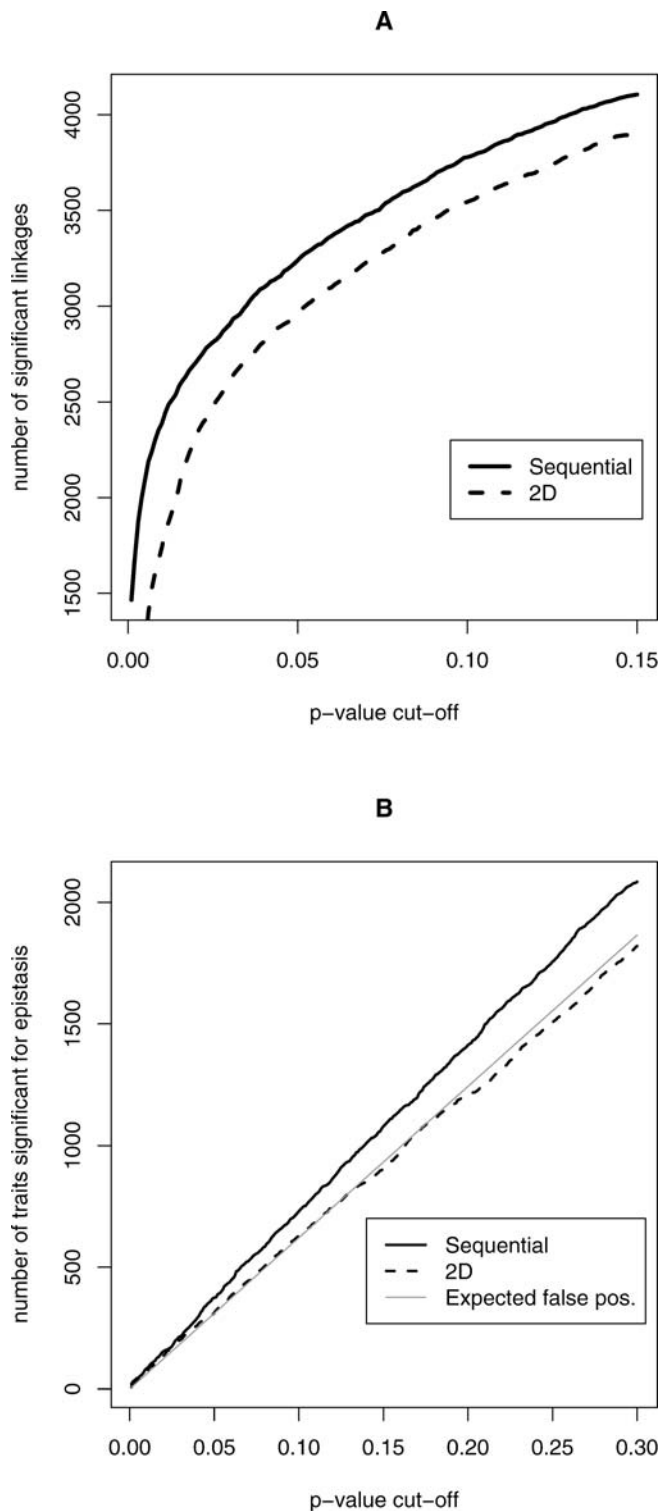 A
number of significant linkages
4000
3500
3000
2500
2000
1500
Sequential
2D
0.00 0.05 0.10 0.15
p−value cut−off
B
number of traits significant for epistasis
2000
1500
1000
500
0
Sequential
2D
Expected false pos.
0.00 0.05 0.10 0.15 0.20 0.25 0.30
p−value cut−off